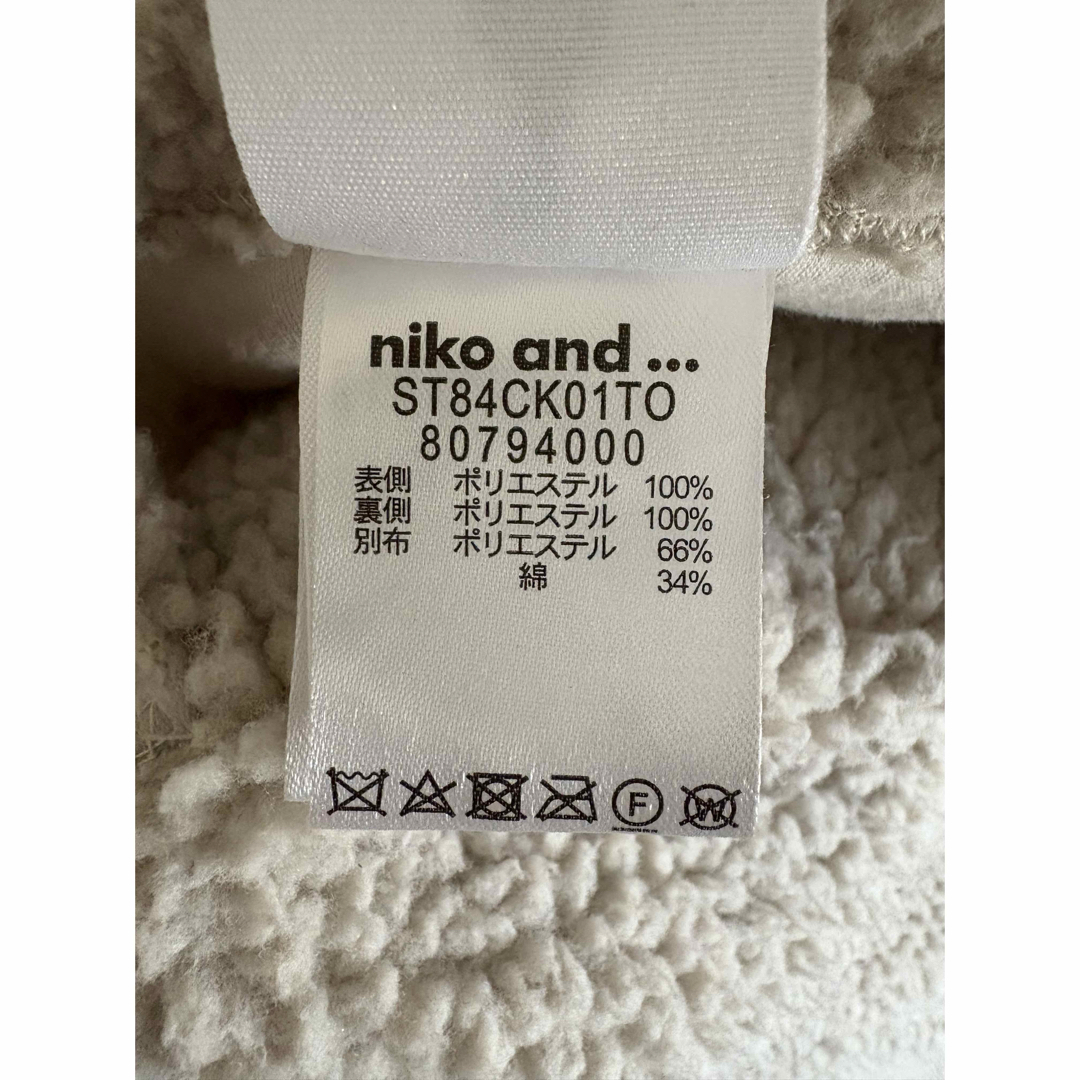 niko and ...
ST84CK01TO
80794000
表側 ポリエステル 100%
裏側 ポリエステル 100%
別布 ポリエステル 66%
綿 34%
F W